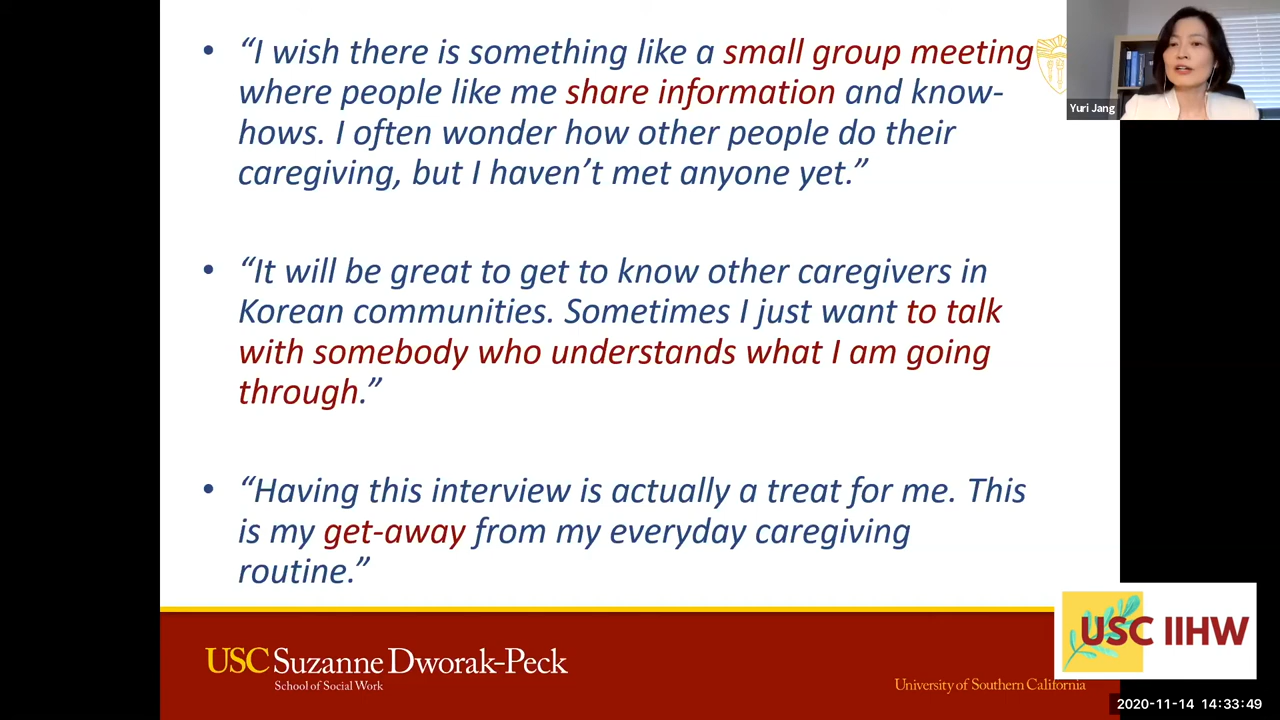 • “I wish there is something like a small group meeting
where people like me share information and know-
hows. I often wonder how other people do their
caregiving, but I haven’t met anyone yet.”
• “It will be great to get to know other caregivers in
Korean communities. Sometimes I just want to talk
with somebody who understands what I am going
through.”
• “Having this interview is actually a treat for me. This
is my get-away from my everyday caregiving
routine.”
Yuri Jang
USC Suzanne Dworak-Peck
School of Social Work
University of Southern California
USC IIHW
2020-11-14 14:33:49